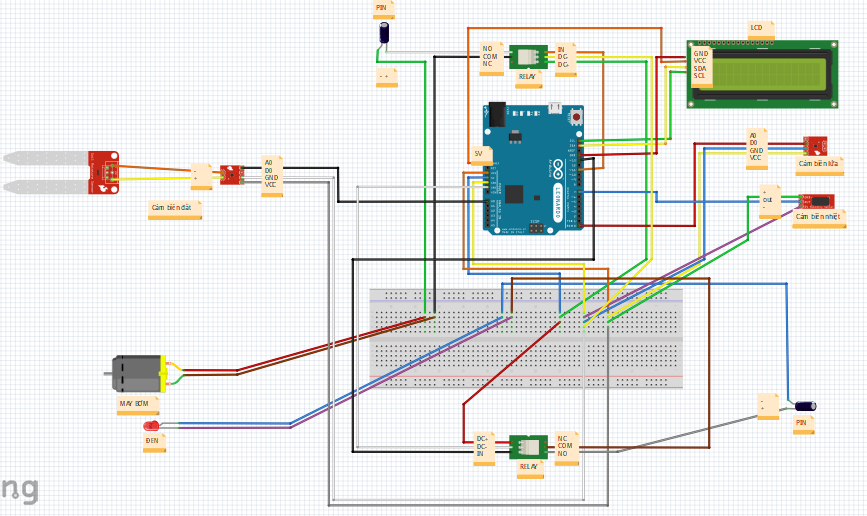 PIN
LCD
NO
COM
NC
IN
DC-
DC-
RELAY
GND
VCC
SDA
SCL
- +
5V
LEONARDO
A0
D0
GND
VCC
Cảm biến lửa
-
+
A0
D0
GND
VCC
Cảm biến đất
+
out
-
Cảm biến nhiệt
MÁY BƠM
ĐEN
-
+
PIN
DC+
DC-
IN
RELAY
NC
COM
NO
ng